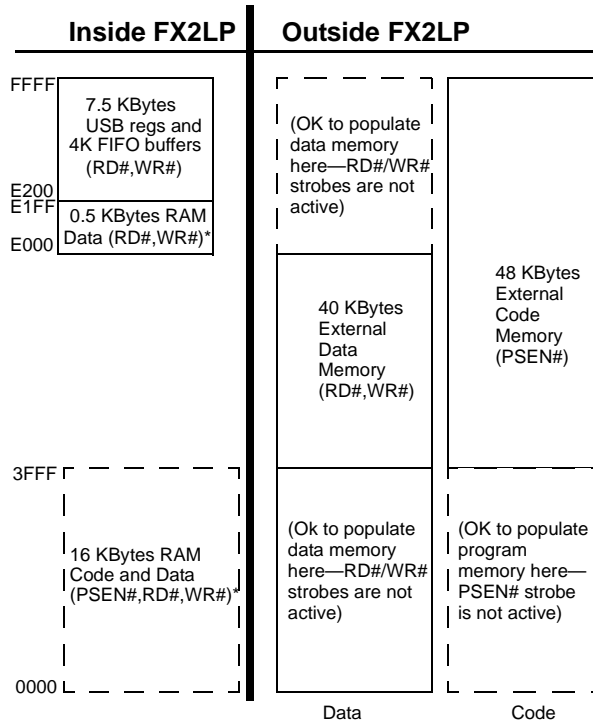 Inside FX2LP
Outside FX2LP
FFFF
7.5 KBytes
USB regs and
4K FIFO buffers
(RD#,WR#)
E200
E1FF
0.5 KBytes RAM
Data (RD#,WR#)*
E000
(OK to populate
data memory
here—RD#/WR#
strobes are not
active)
40 KBytes
External
Data
Memory
(RD#,WR#)
48 KBytes
External
Code
Memory
(PSEN#)
3FFF
16 KBytes RAM
Code and Data
(PSEN#,RD#,WR#)*
0000
(Ok to populate
data memory
here—RD#/WR#
strobes are not
active)
(OK to populate
program
memory here—
PSEN# strobe
is not active)
Data
Code